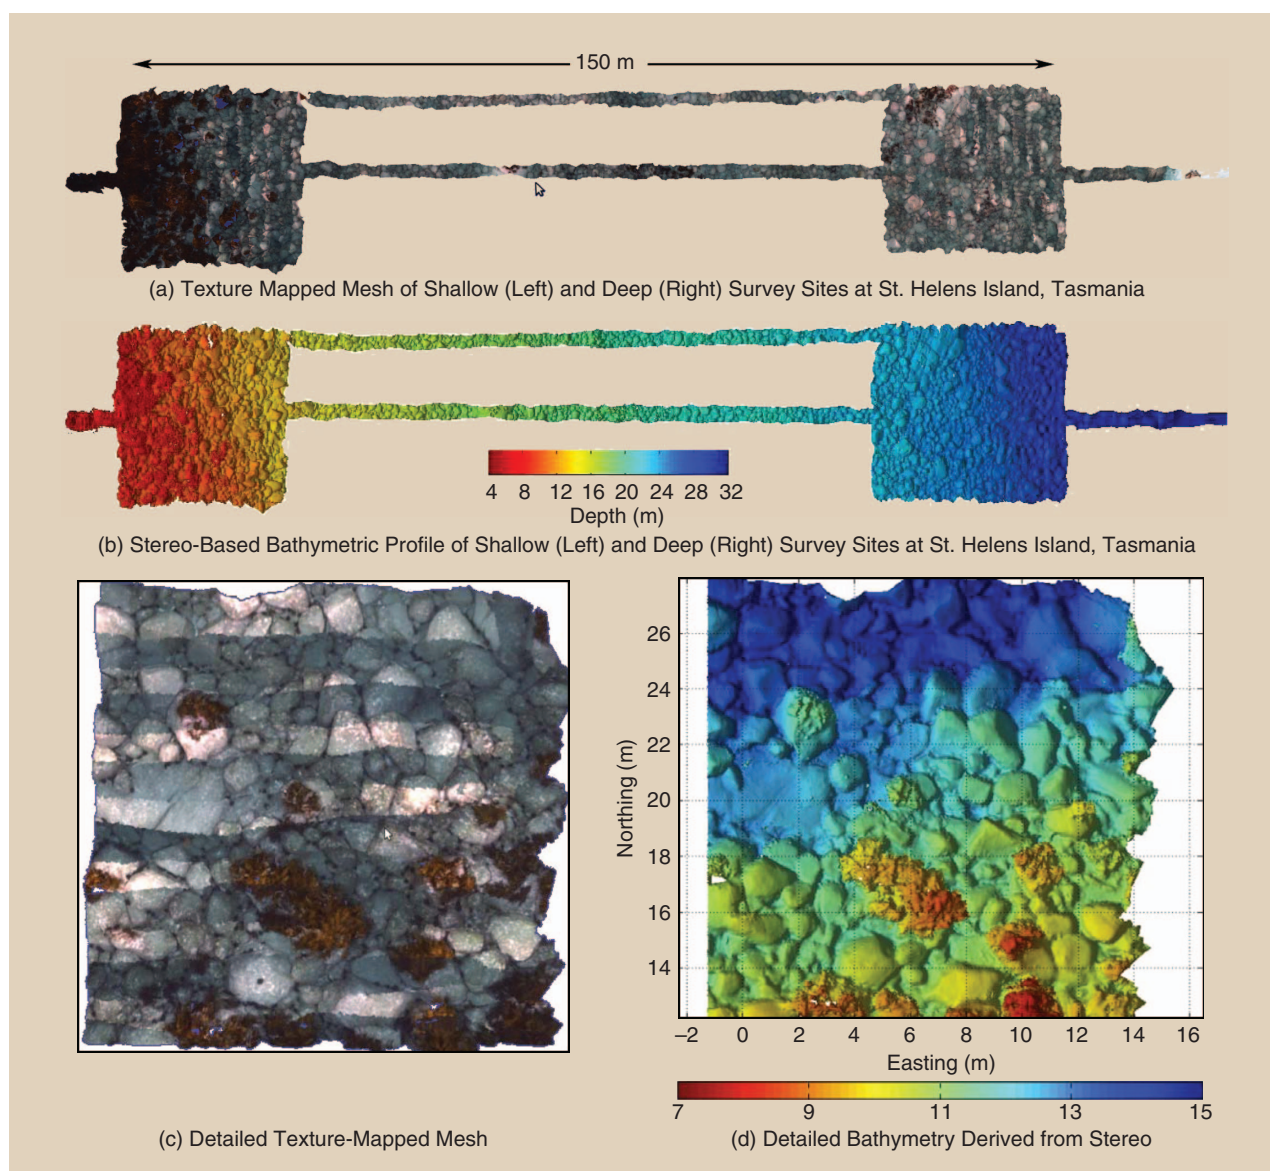 150 m
(a) Texture Mapped Mesh of Shallow (Left) and Deep (Right) Survey Sites at St. Helens Island, Tasmania
4 8 12 16 20 24 28 32
Depth (m)
(b) Stereo-Based Bathymetric Profile of Shallow (Left) and Deep (Right) Survey Sites at St. Helens Island, Tasmania
26
24
22
20
18
16
14
Northing (m)
–2 0 2 4 6 8 10 12 14 16
Easting (m)
7 9 11 13 15
(c) Detailed Texture-Mapped Mesh
(d) Detailed Bathymetry Derived from Stereo